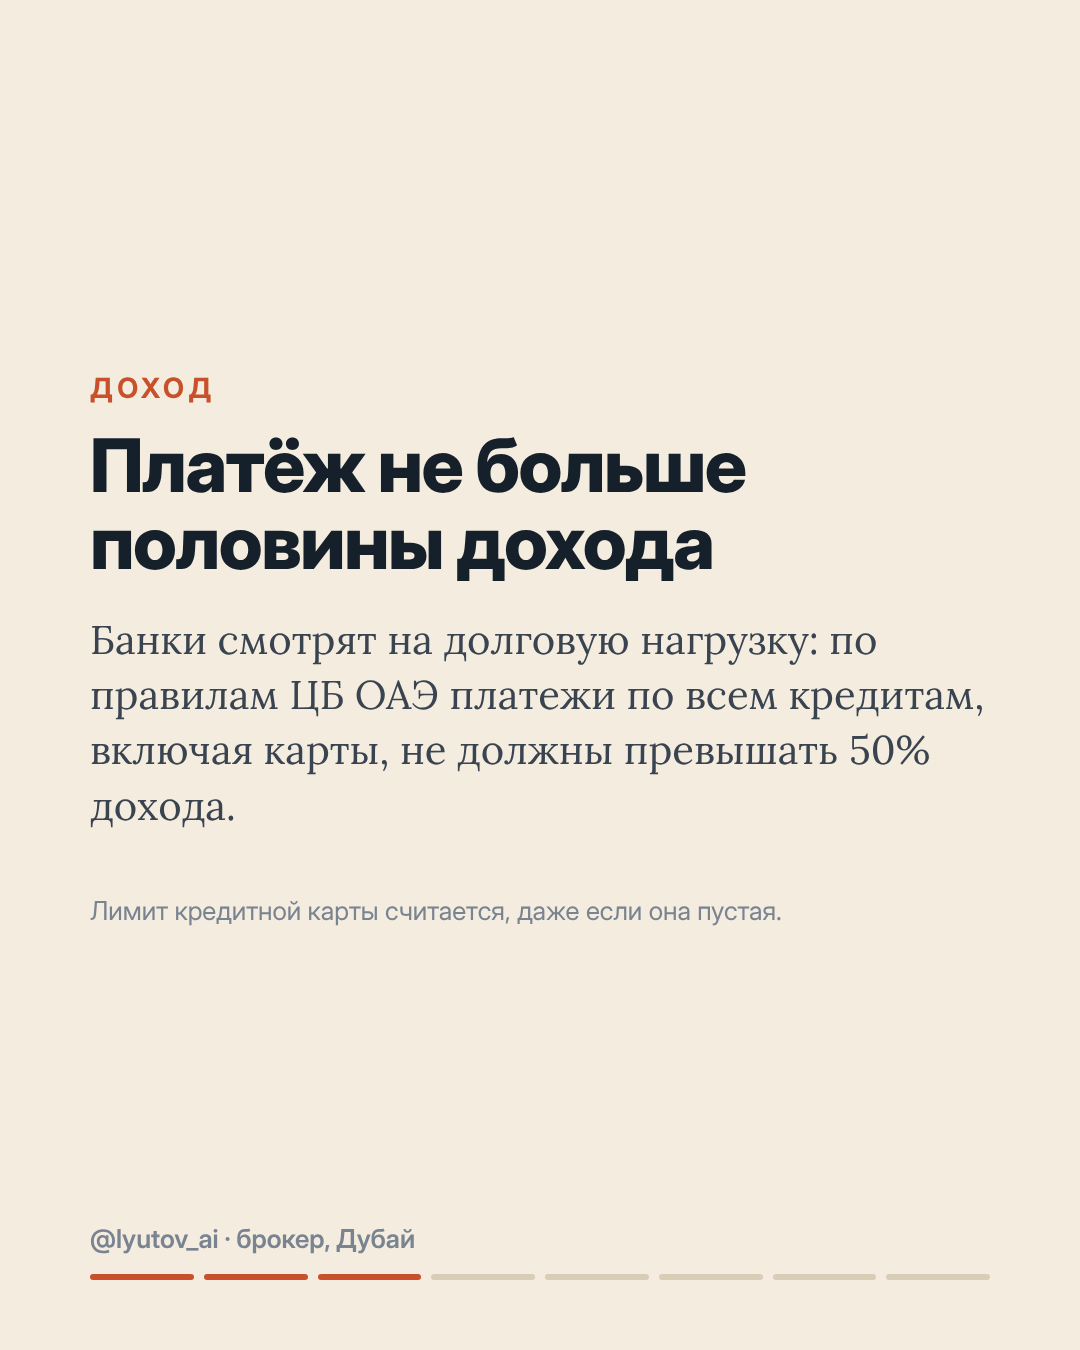 ДОХОД
Платёж не больше
половины дохода
Банки смотрят на долговую нагрузку: по
правилам ЦБ ОАЭ платежи по всем кредитам,
включая карты, не должны превышать 50%
дохода.
Лимит кредитной карты считается, даже если она пустая.
@lyutov_ai · брокер, Дубай